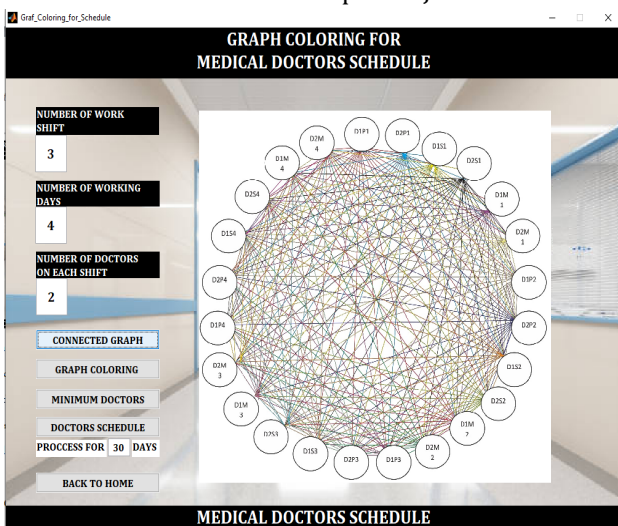 Graf_Coloring_for_Schedule
GRAPH COLORING FOR
MEDICAL DOCTORS SCHEDULE
NUMBER OF WORK
SHIFT
3
NUMBER OF WORKING
DAYS
4
NUMBER OF DOCTORS
ON EACH SHIFT
2
CONNECTED GRAPH
GRAPH COLORING
MINIMUM DOCTORS
DOCTORS SCHEDULE
PROCCESS FOR 30 DAYS
BACK TO HOME
D1P1
D2P1
D1S1
D2S1
D1M
1
D2M
1
D1P2
D2P2
D1S2
D2S2
D1M
2
D2M
2
D1P3
D2P3
D1S3
D2S3
D1M
3
D2M
3
D1P4
D2P4
D1S4
D2S4
D1M
4
D2M
4
MEDICAL DOCTORS SCHEDULE